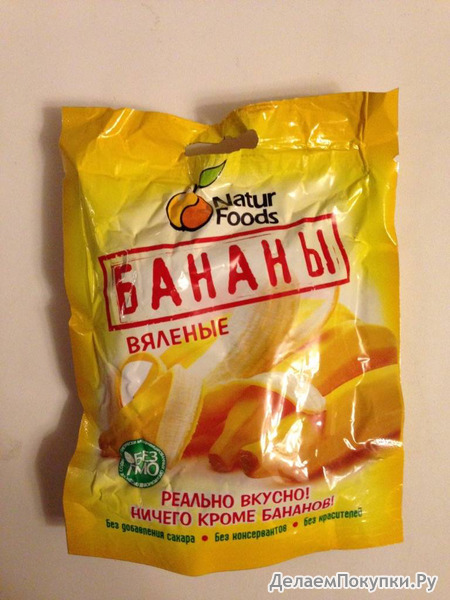 Natur
Foods
БАНАНЫ
ВЯЛЕНЫЕ
БЕЗ
ГМО
РЕАЛЬНО ВКУСНО!
НИЧЕГО КРОМЕ БАНАНОВ!
Без добавления сахара • Без консервантов • Без красителей
ДелаемПокупки.Ру